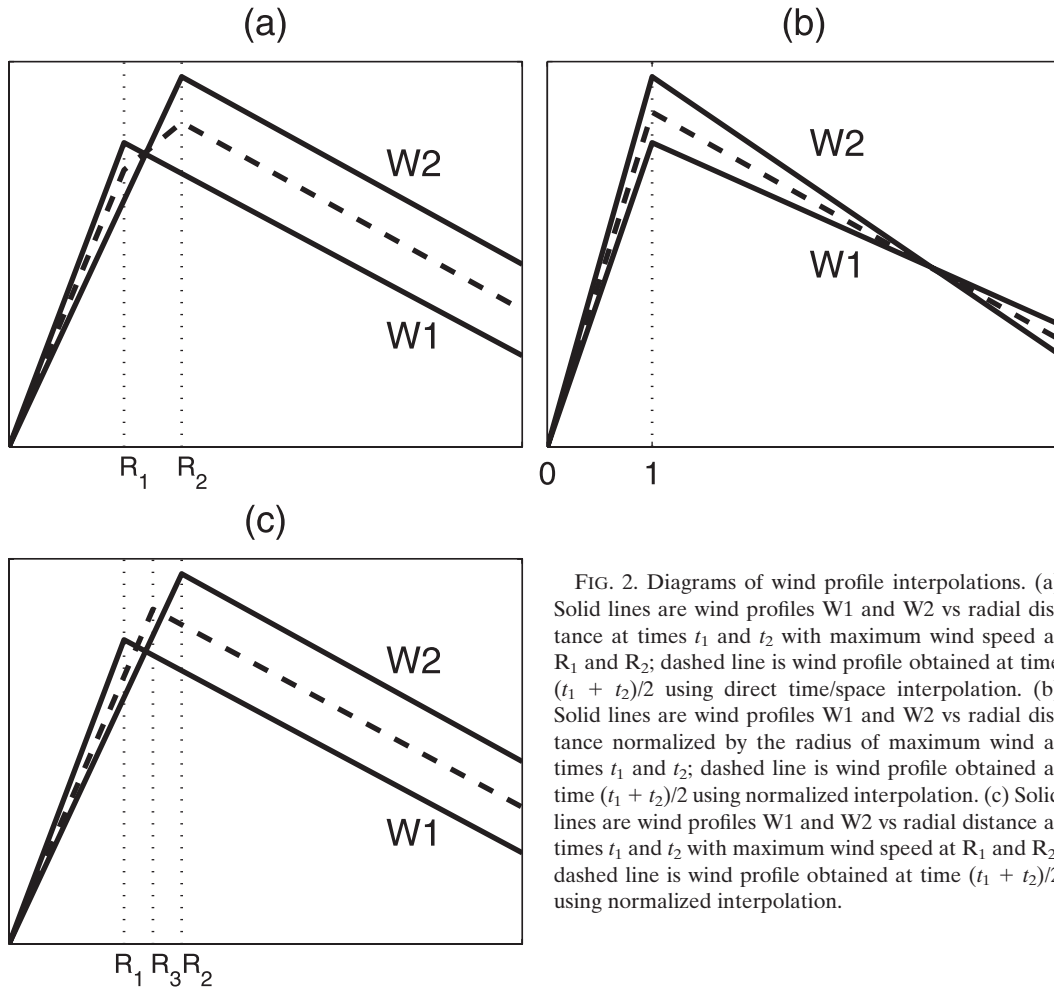 (a)
(b)
W2
W1
W2
W1
R1 R2
0 1
(c)
W2
W1
R1 R3 R2
FIG. 2. Diagrams of wind profile interpolations. (a
Solid lines are wind profiles W1 and W2 vs radial dis
tance at times t1 and t2 with maximum wind speed a
R1 and R2; dashed line is wind profile obtained at time
(t1 + t2)/2 using direct time/space interpolation. (b
Solid lines are wind profiles W1 and W2 vs radial dis
tance normalized by the radius of maximum wind a
times t1 and t2; dashed line is wind profile obtained a
time (t1 + t2)/2 using normalized interpolation. (c) Solid
lines are wind profiles W1 and W2 vs radial distance a
times t1 and t2 with maximum wind speed at R1 and R2
dashed line is wind profile obtained at time (t1 + t2)/2
using normalized interpolation.